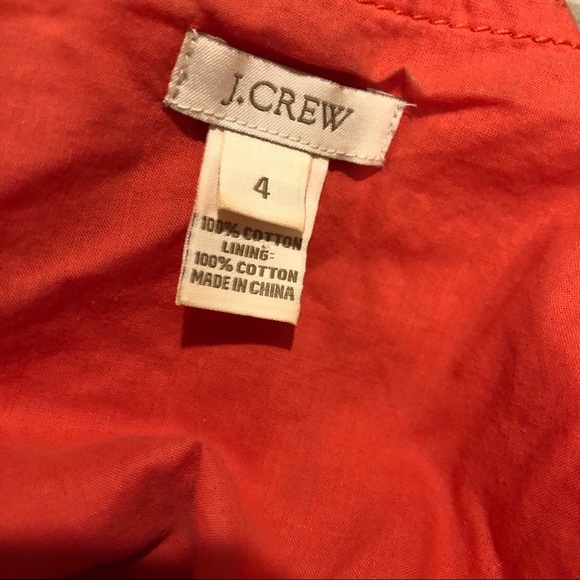 J.CREW
4
100% COTTON
LINING:
100% COTTON
MADE IN CHINA